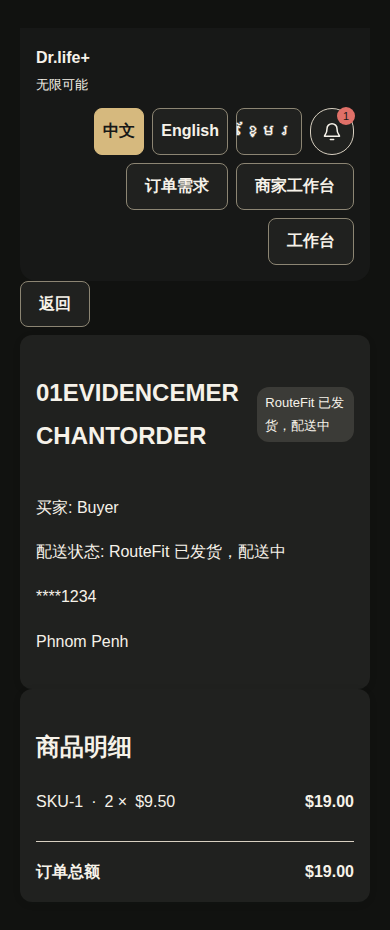 Dr.life+
无限可能
中文 English ខ្មែរ 1
订单需求 商家工作台
工作台
返回
01EVIDENCEMER
CHANTORDER
RouteFit 已发
货，配送中
买家: Buyer
配送状态: RouteFit 已发货，配送中
****1234
Phnom Penh
商品明细
SKU-1 · 2 × $9.50 $19.00
订单总额 $19.00